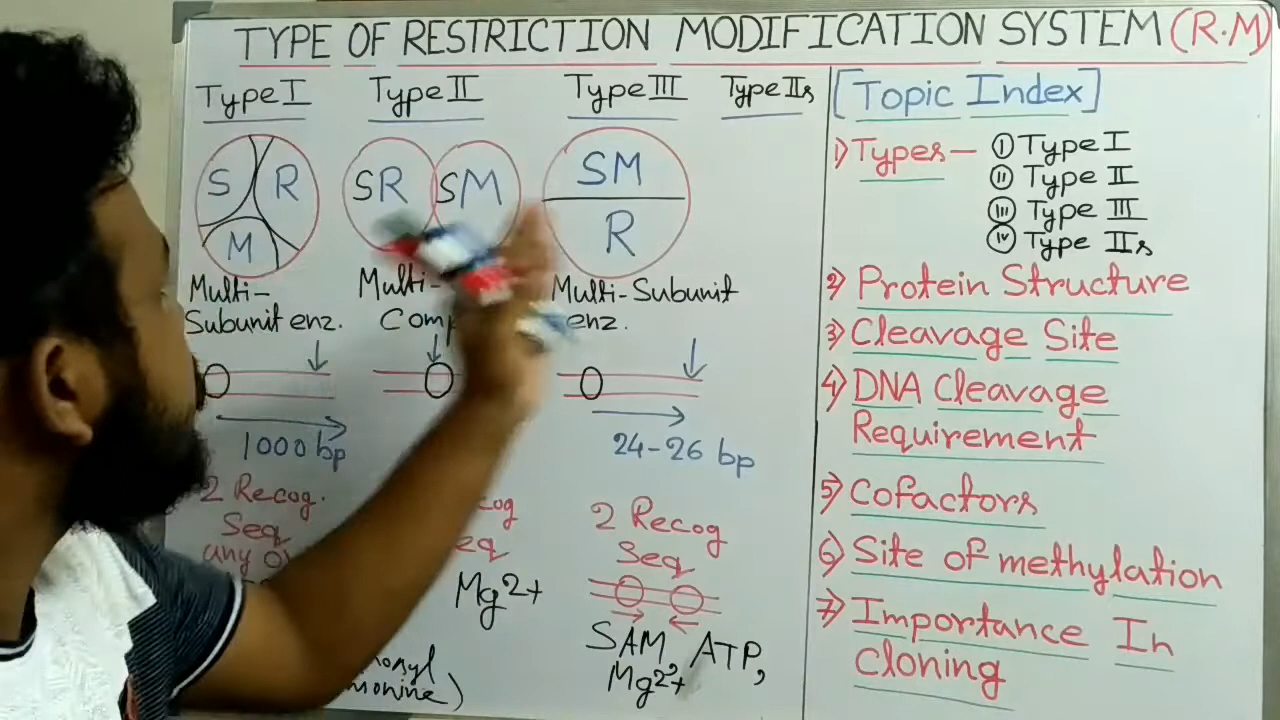 TYPE OF RESTRICTION MODIFICATION SYSTEM (R.M)
Type I Type II Type III Type IIs
S R M
SR SM
SM
R
Multi-
Subunit enz.
Multi-
Comp
Multi-Subunit
enz.
1000 bp
24-26 bp
2 Recog.
Seq
any
cog
eq
Mg2+
2 Recog
Seq
SAM, ATP,
Mg2+
[Topic Index]
1) Types- (i) Type I
(ii) Type II
(iii) Type III
(iv) Type IIs
2) Protein Structure
3) Cleavage Site
4) DNA Cleavage
Requirement
5) Cofactors
6) Site of methylation
7) Importance In
Cloning